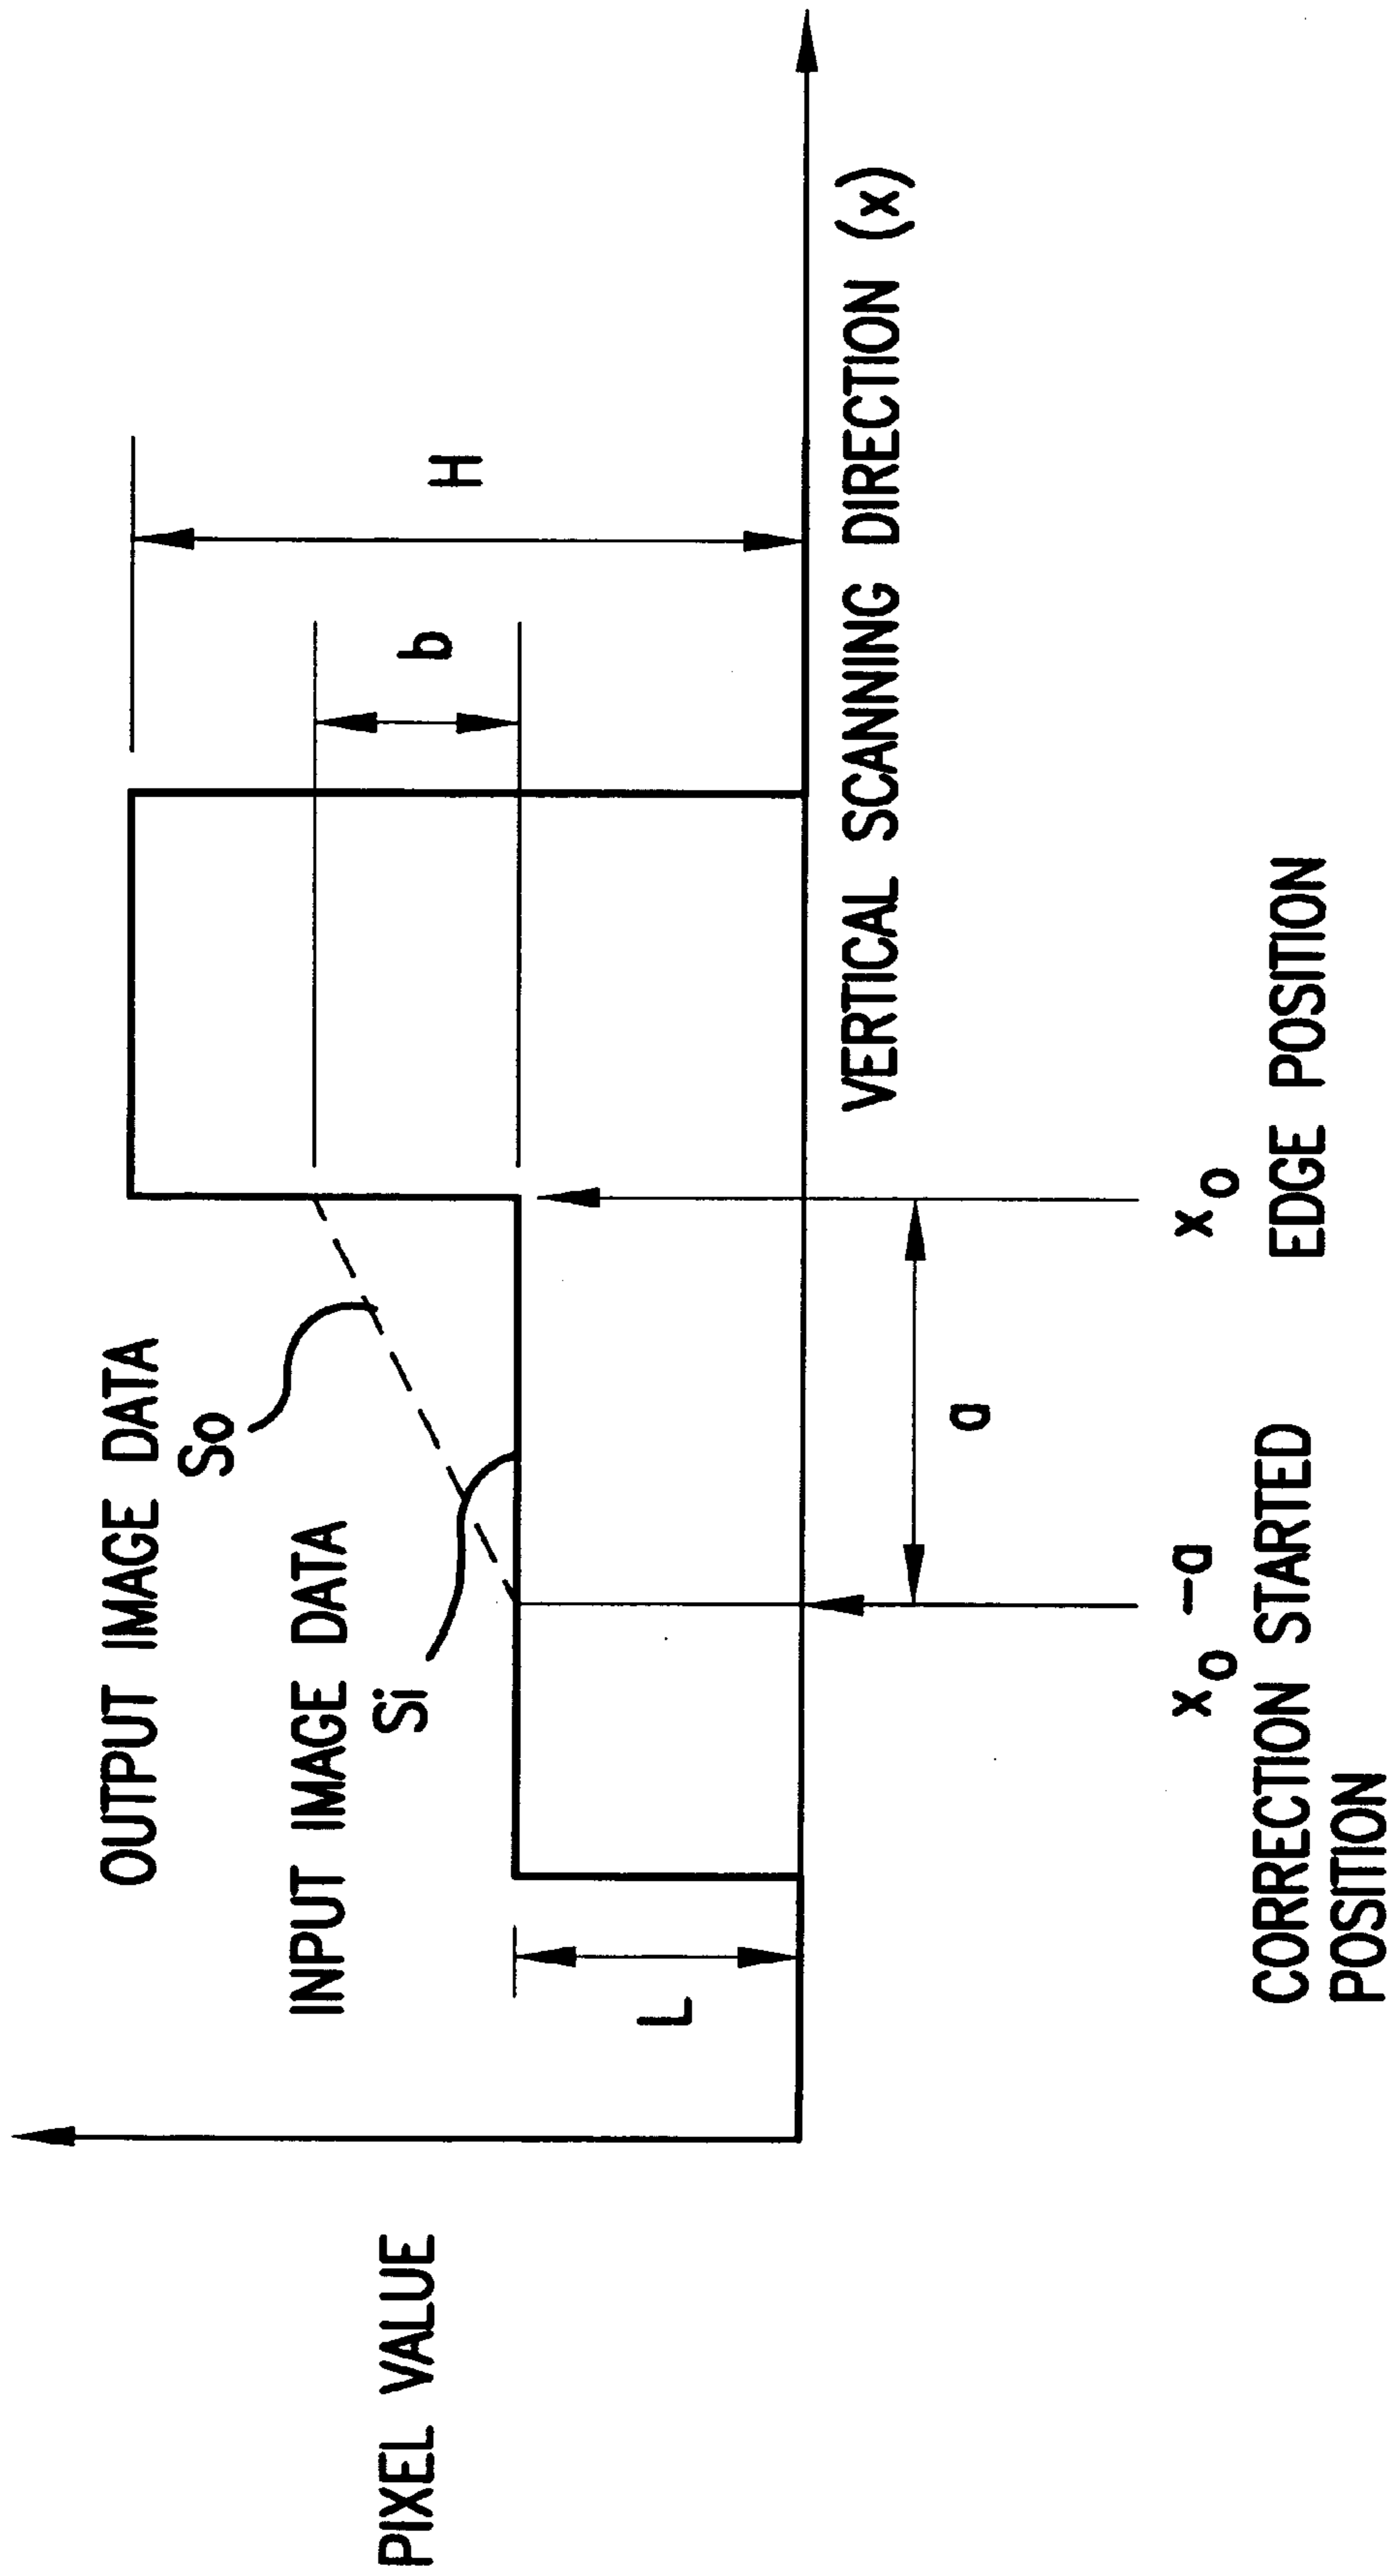 PIXEL VALUE
OUTPUT IMAGE DATA
So
INPUT IMAGE DATA
Si
L
H
b
VERTICAL SCANNING DIRECTION (x)
a
x0 -a
CORRECTION STARTED
POSITION
x0
EDGE POSITION